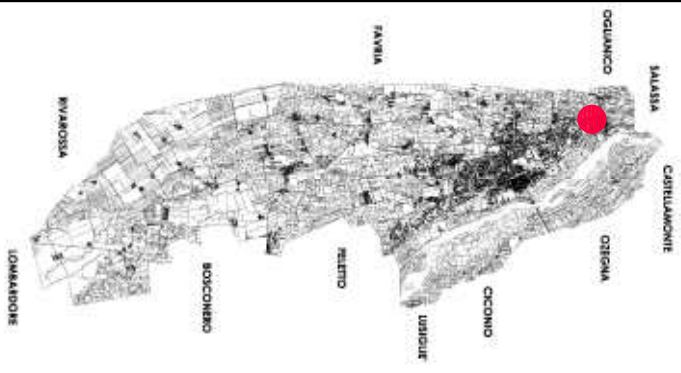 OGLIANICO
SALASSA
FAVRIA
RIVAROSSA
CASTELLAMONTE
OZEGNA
CICONIO
LUSIGLIE'
FELETTO
BOSCONERO
LOMBARDORE